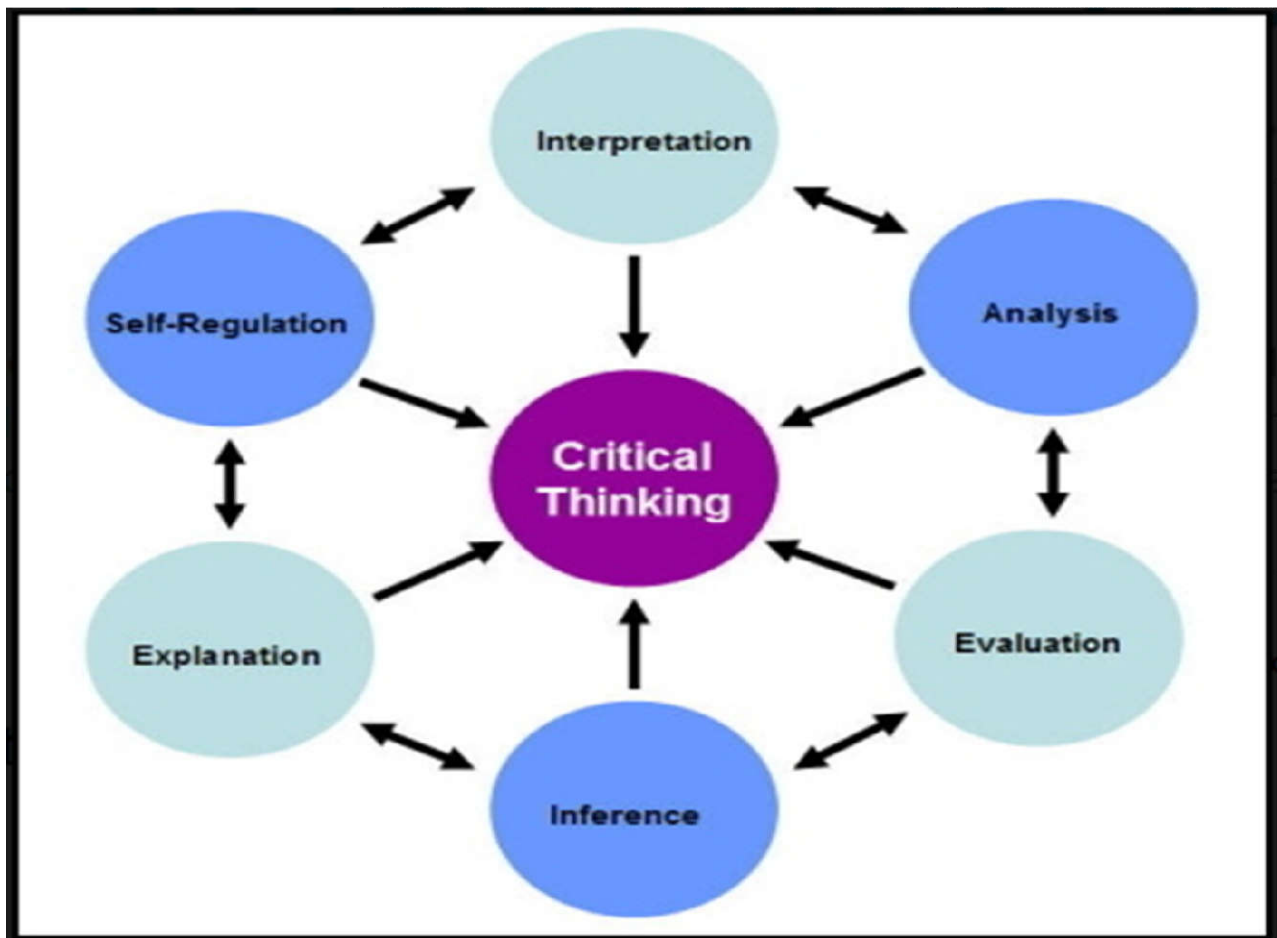 Interpretation
Self-Regulation
Analysis
Critical
Thinking
Explanation
Evaluation
Inference